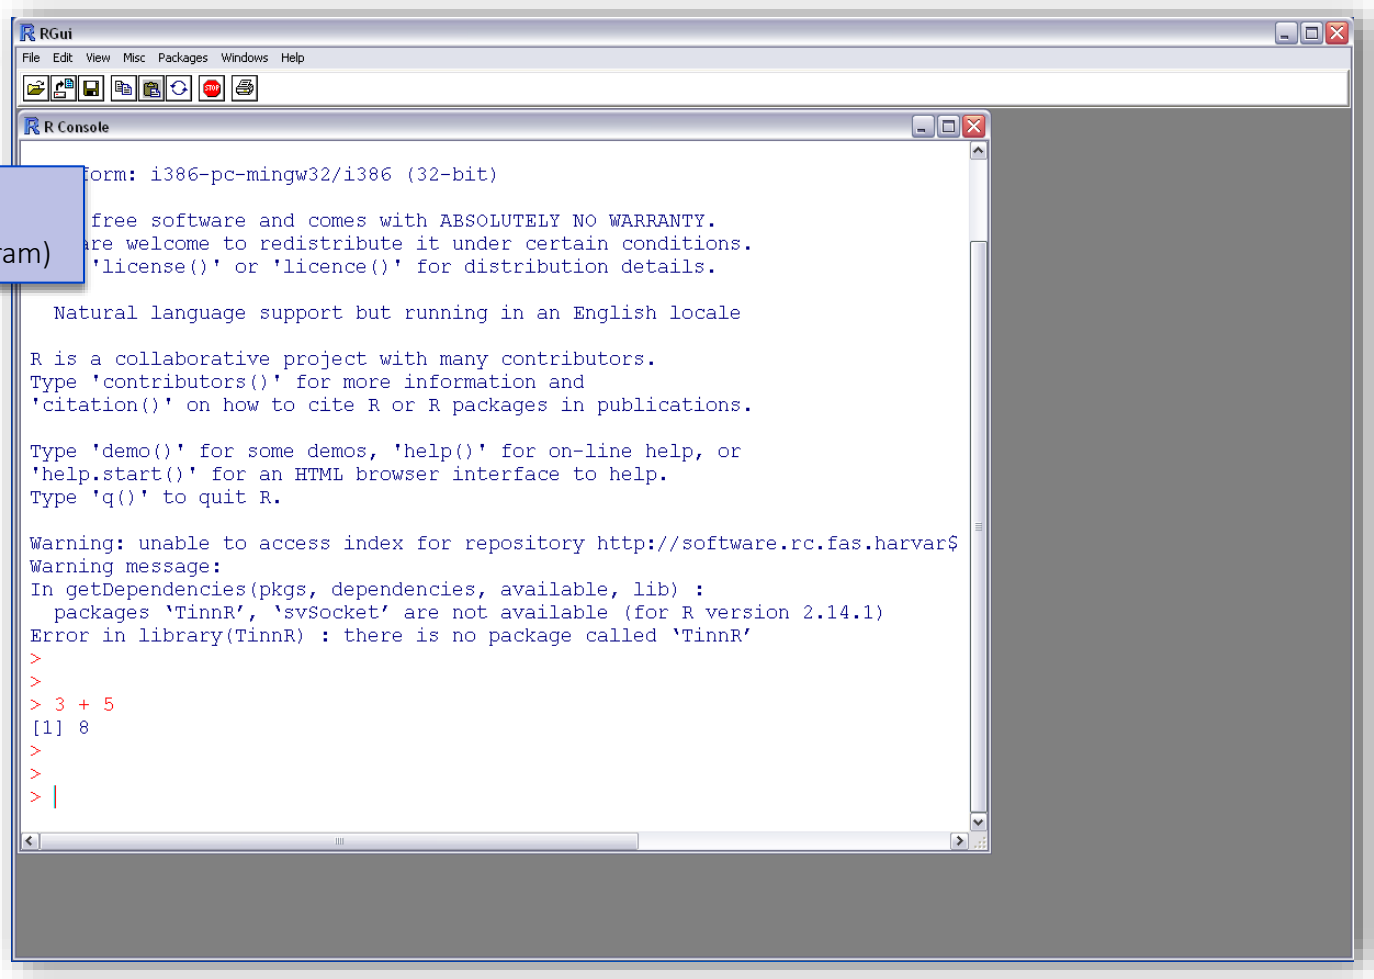 RGui
File Edit View Misc Packages Windows Help
STOP
R Console
form: i386-pc-mingw32/i386 (32-bit)
free software and comes with ABSOLUTELY NO WARRANTY.
are welcome to redistribute it under certain conditions.
'license()' or 'licence()' for distribution details.
ram)
Natural language support but running in an English locale
R is a collaborative project with many contributors.
Type 'contributors()' for more information and
'citation()' on how to cite R or R packages in publications.
Type 'demo()' for some demos, 'help()' for on-line help, or
'help.start()' for an HTML browser interface to help.
Type 'q()' to quit R.
Warning: unable to access index for repository http://software.rc.fas.harvar$
Warning message:
In getDependencies(pkgs, dependencies, available, lib) :
packages ‘TinnR’, ‘svSocket’ are not available (for R version 2.14.1)
Error in library(TinnR) : there is no package called ‘TinnR’
>
>
> 3 + 5
[1] 8
>
>
>